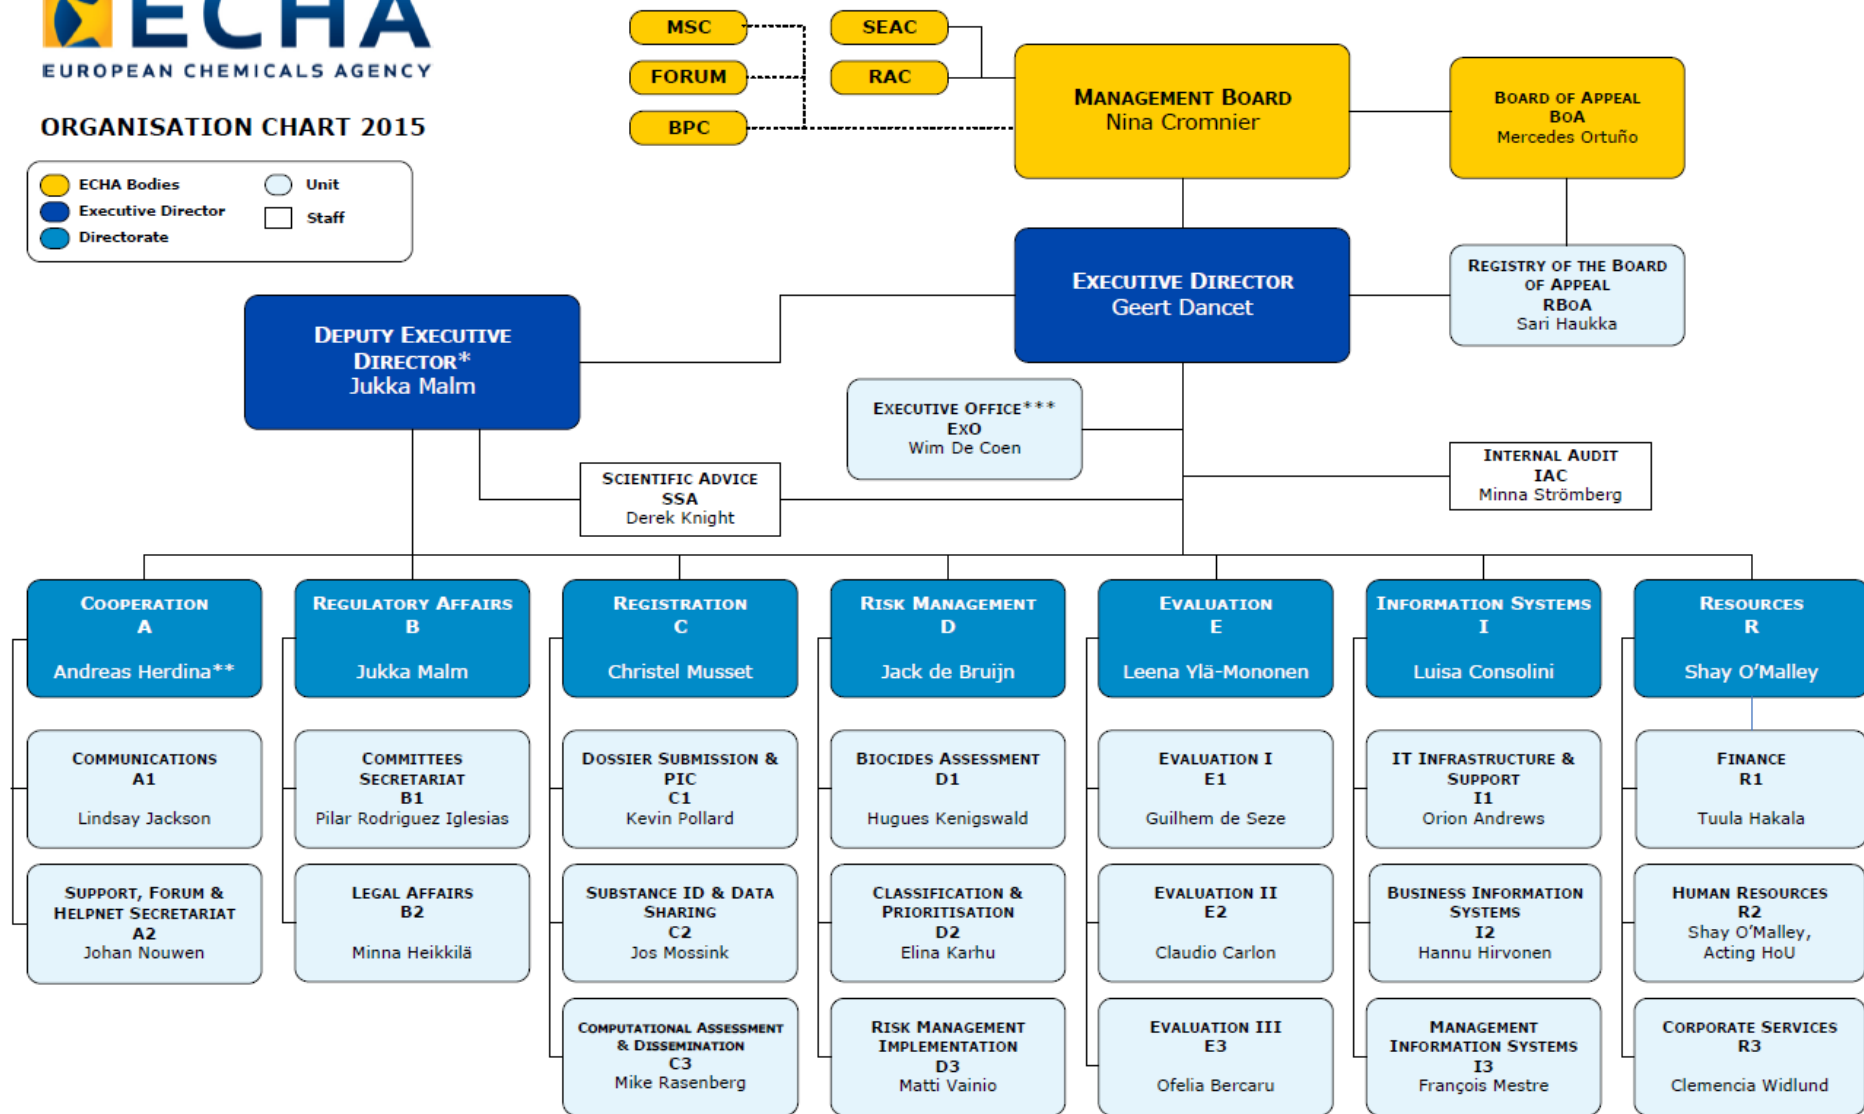 ECHA
EUROPEAN CHEMICALS AGENCY
ORGANISATION CHART 2015
ECHA Bodies
Executive Director
Directorate
Unit
Staff
MSC
FORUM
BPC
SEAC
RAC
MANAGEMENT BOARD
Nina Cromnier
BOARD OF APPEAL
BOA
Mercedes Ortuño
EXECUTIVE DIRECTOR
Geert Dancet
REGISTRY OF THE BOARD
OF APPEAL
RBOA
Sari Haukka
DEPUTY EXECUTIVE
DIRECTOR*
Jukka Malm
EXECUTIVE OFFICE***
EXO
Wim De Coen
SCIENTIFIC ADVICE
SSA
Derek Knight
INTERNAL AUDIT
IAC
Minna Strömberg
COOPERATION
A
Andreas Herdina**
REGULATORY AFFAIRS
B
Jukka Malm
REGISTRATION
C
Christel Musset
RISK MANAGEMENT
D
Jack de Bruijn
EVALUATION
E
Leena Ylä-Mononen
INFORMATION SYSTEMS
I
Luisa Consolini
RESOURCES
R
Shay O'Malley
COMMUNICATIONS
A1
Lindsay Jackson
COMMITTEES
SECRETARIAT
B1
Pilar Rodriguez Iglesias
DOSSIER SUBMISSION &
PIC
C1
Kevin Pollard
BIOCIDES ASSESSMENT
D1
Hugues Kenigswald
EVALUATION I
E1
Guilhem de Seze
IT INFRASTRUCTURE &
SUPPORT
I1
Orion Andrews
FINANCE
R1
Tuula Hakala
SUPPORT, FORUM &
HELPNET SECRETARIAT
A2
Johan Nouwen
LEGAL AFFAIRS
B2
Minna Heikkilä
SUBSTANCE ID & DATA
SHARING
C2
Jos Mossink
CLASSIFICATION &
PRIORITISATION
D2
Elina Karhu
EVALUATION II
E2
Claudio Carlon
BUSINESS INFORMATION
SYSTEMS
I2
Hannu Hirvonen
HUMAN RESOURCES
R2
Shay O'Malley,
Acting HoU
COMPUTATIONAL ASSESSMENT
& DISSEMINATION
C3
Mike Rasenberg
RISK MANAGEMENT
IMPLEMENTATION
D3
Matti Vainio
EVALUATION III
E3
Ofelia Bercaru
MANAGEMENT
INFORMATION SYSTEMS
I3
François Mestre
CORPORATE SERVICES
R3
Clemencia Widlund